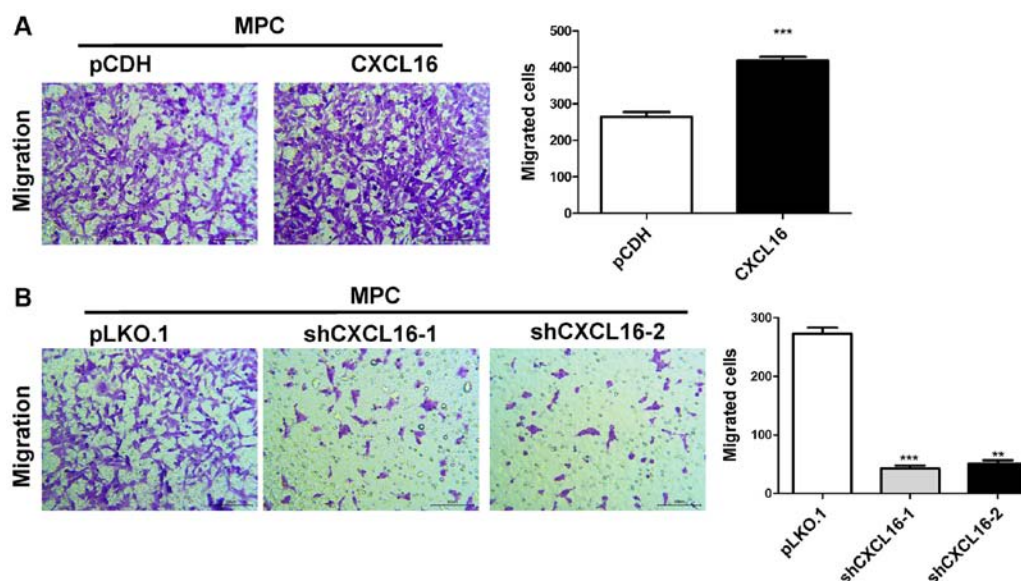 A
MPC
pCDH
CXCL16
Migration
Migrated cells
500
400
300
200
100
0
***
pCDH
CXCL16
B
MPC
pLKO.1
shCXCL16-1
shCXCL16-2
Migration
Migrated cells
300
200
100
0
***
**
pLKO.1
shCXCL16-1
shCXCL16-2